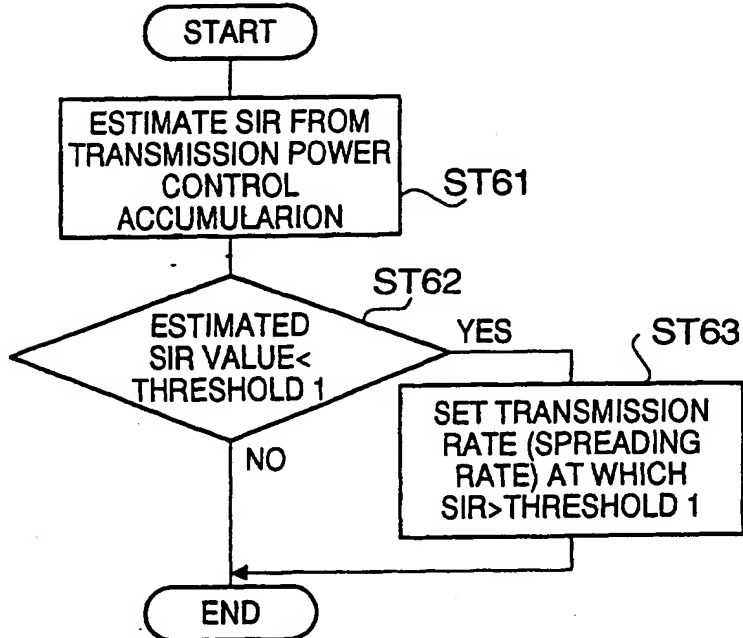 START
ESTIMATE SIR FROM
TRANSMISSION POWER
CONTROL
ACCUMULARION
ST61
ST62
ESTIMATED
SIR VALUE<
THRESHOLD 1
YES
ST63
SET TRANSMISSION
RATE (SPREADING
RATE) AT WHICH
SIR>THRESHOLD 1
NO
END